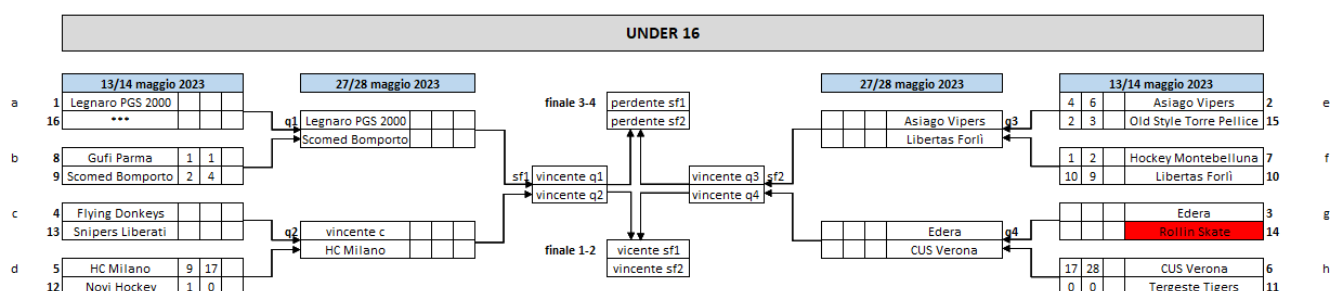 UNDER 16
13/14 maggio 2023 27/28 maggio 2023 27/28 maggio 2023 13/14 maggio 2023
a 1 Legnaro PGS 2000 finale 3-4 perdente sf1 4 6 Asiago Vipers 2 e
16 *** q1 Legnaro PGS 2000 perdente sf2 Asiago Vipers q3 2 3 Old Style Torre Pellice 15
Scomed Bomporto Libertas Forlì
b 8 Gufi Parma 1 1 1 2 Hockey Montebelluna 7 f
9 Scomed Bomporto 2 4 sf1 vincente q1 vincente q3 sf2 10 9 Libertas Forlì 10
vincente q2 vincente q4
c 4 Flying Donkeys Edera 3 g
13 Snipers Liberati q2 vincente c Edera q4 Rollin Skate 14
HC Milano finale 1-2 vicente sf1 CUS Verona
d 5 HC Milano 9 17 vincente sf2 17 28 CUS Verona 6 h
12 Novi Hockey 1 0 0 0 Tergeste Tigers 11